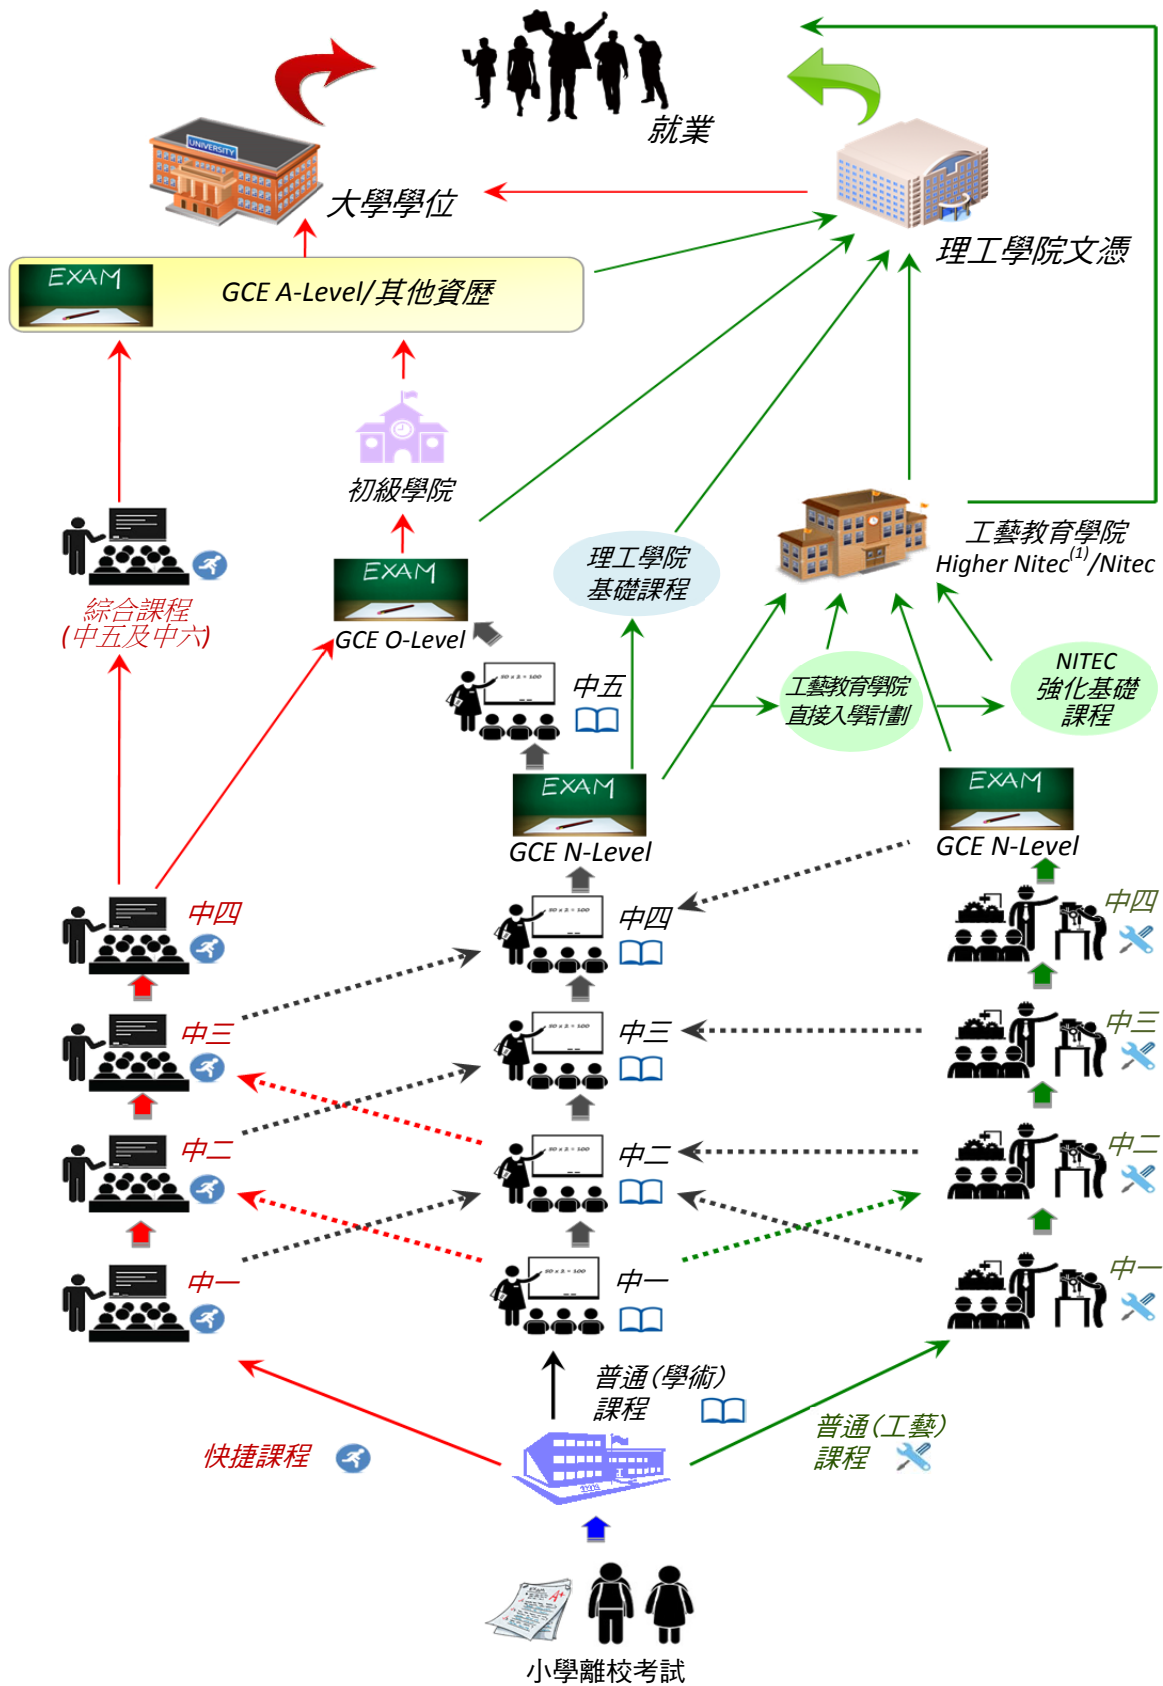 就業
UNIVERSITY
大學學位
理工學院文憑
EXAM
GCE A-Level/其他資歷
初級學院
工藝教育學院
Higher Nitec(1)/Nitec
理工學院
基礎課程
EXAM
GCE O-Level
綜合課程
(中五及中六)
中五
10 x 2 = 100
工藝教育學院
直接入學計劃
NITEC
強化基礎
課程
EXAM
GCE N-Level
EXAM
GCE N-Level
中四
中四
中四
中三
中三
中三
中二
中二
中二
中一
中一
中一
普通(學術)
課程
快捷課程
普通(工藝)
課程
A+
小學離校考試